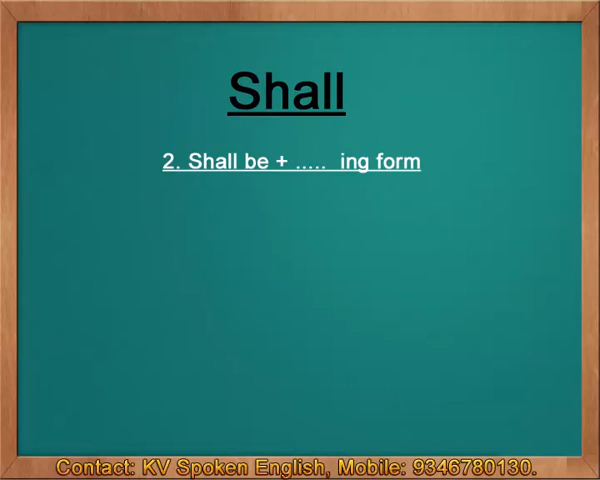 Shall
2. Shall be + ..... ing form
Contact: KV Spoken English, Mobile: 9346780130.